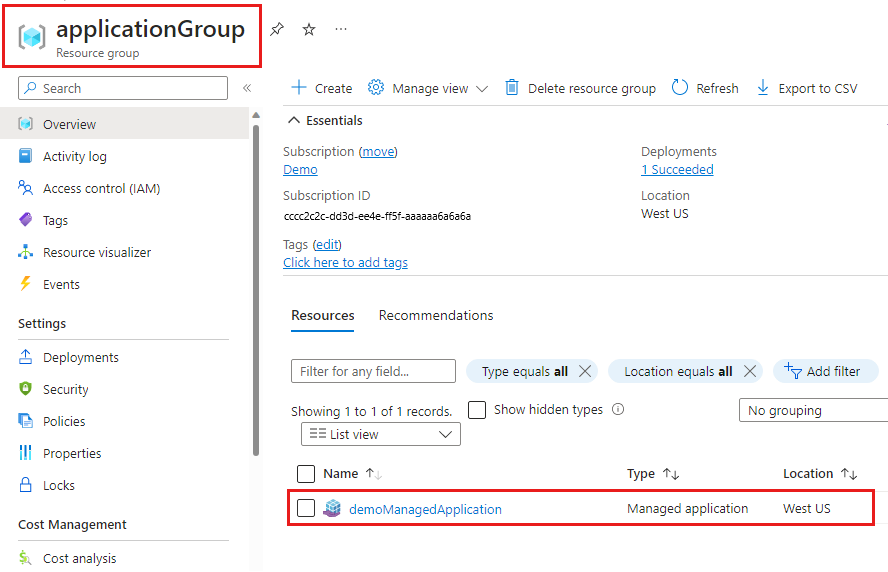 applicationGroup
Resource group
Search
Overview
Activity log
Access control (IAM)
Tags
Resource visualizer
Events
Settings
Deployments
Security
Policies
Properties
Locks
Cost Management
Cost analysis
Create Manage view Delete resource group Refresh Export to CSV
Essentials
Subscription (move)
Demo
Subscription ID
cccc2c2c-dd3d-ee4e-ff5f-aaaaaa6a6a6a
Tags (edit)
Click here to add tags
Deployments
1 Succeeded
Location
West US
Resources Recommendations
Filter for any field... Type equals all Location equals all Add filter
Showing 1 to 1 of 1 records. Show hidden types No grouping
List view
Name Type Location
demoManagedApplication Managed application West US